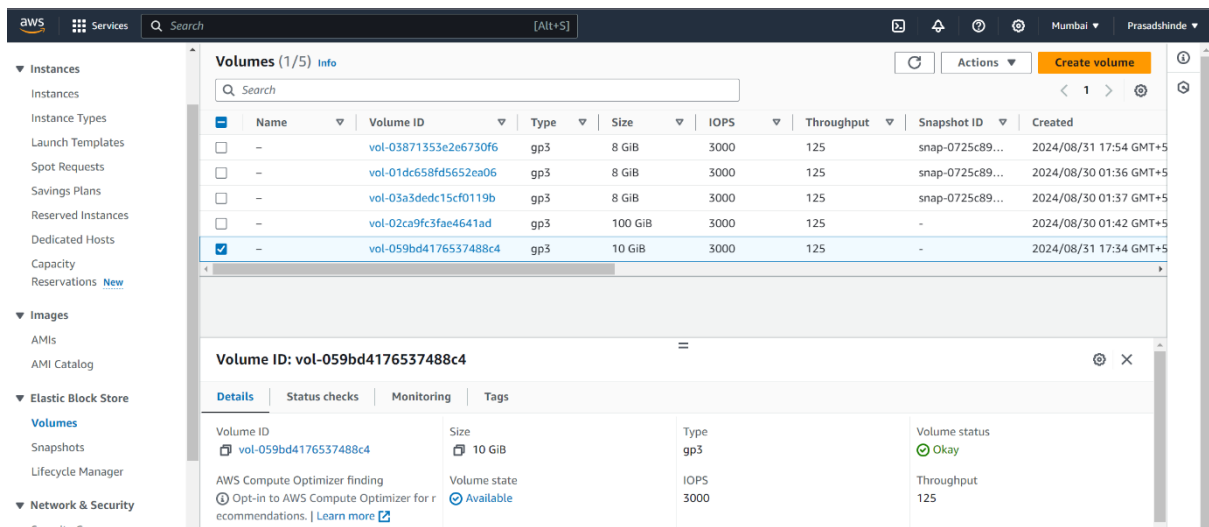 aws Services Search [Alt+S] Mumbai ▼ Prasadshinde ▼
▼ Instances
Instances
Instance Types
Launch Templates
Spot Requests
Savings Plans
Reserved Instances
Dedicated Hosts
Capacity
Reservations New
▼ Images
AMIs
AMI Catalog
▼ Elastic Block Store
Volumes
Snapshots
Lifecycle Manager
▼ Network & Security
Volumes (1/5) Info Actions ▼ Create volume
Search < 1 >
Name Volume ID Type Size IOPS Throughput Snapshot ID Created
– vol-03871353e2e6730f6 gp3 8 GiB 3000 125 snap-0725c89... 2024/08/31 17:54 GMT+5
– vol-01dc658fd5652ea06 gp3 8 GiB 3000 125 snap-0725c89... 2024/08/30 01:36 GMT+5
– vol-03a3dedc15cf0119b gp3 8 GiB 3000 125 snap-0725c89... 2024/08/30 01:37 GMT+5
– vol-02ca9fc3fae4641ad gp3 100 GiB 3000 125 - 2024/08/30 01:42 GMT+5
– vol-059bd4176537488c4 gp3 10 GiB 3000 125 - 2024/08/31 17:34 GMT+5
Volume ID: vol-059bd4176537488c4
Details Status checks Monitoring Tags
Volume ID Size Type Volume status
vol-059bd4176537488c4 10 GiB gp3 Okay
AWS Compute Optimizer finding Volume state IOPS Throughput
Opt-in to AWS Compute Optimizer for r Available 3000 125
ecommendations. | Learn more